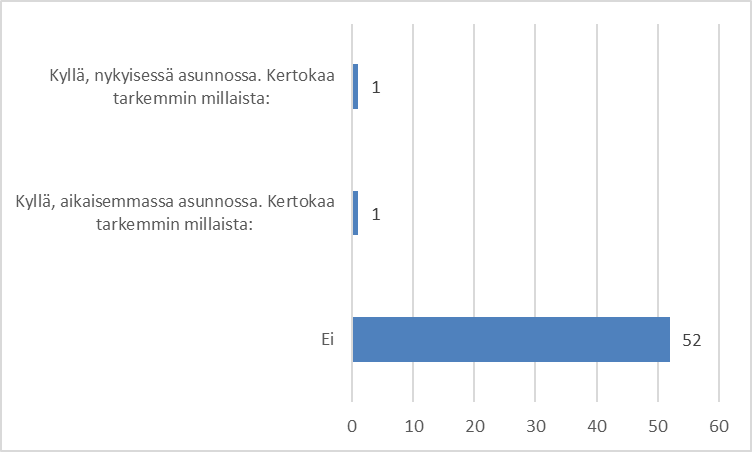 Kyllä, nykyisessä asunnossa. Kertokaa
tarkemmin millaista:
1
Kyllä, aikaisemmassa asunnossa. Kertokaa
tarkemmin millaista:
1
Ei
52
0 10 20 30 40 50 60